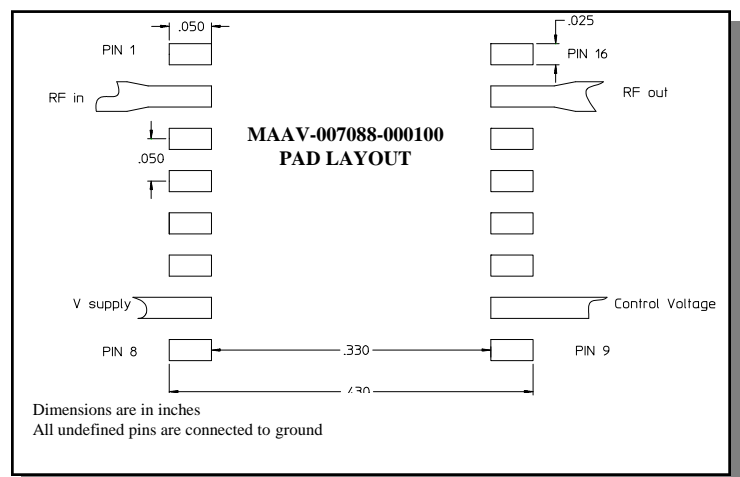 .050
.025
PIN 1
PIN 16
RF in
RF out
MAAV-007088-000100
PAD LAYOUT
.050
V supply
Control Voltage
PIN 8
.330
PIN 9
.430
Dimensions are in inches
All undefined pins are connected to ground